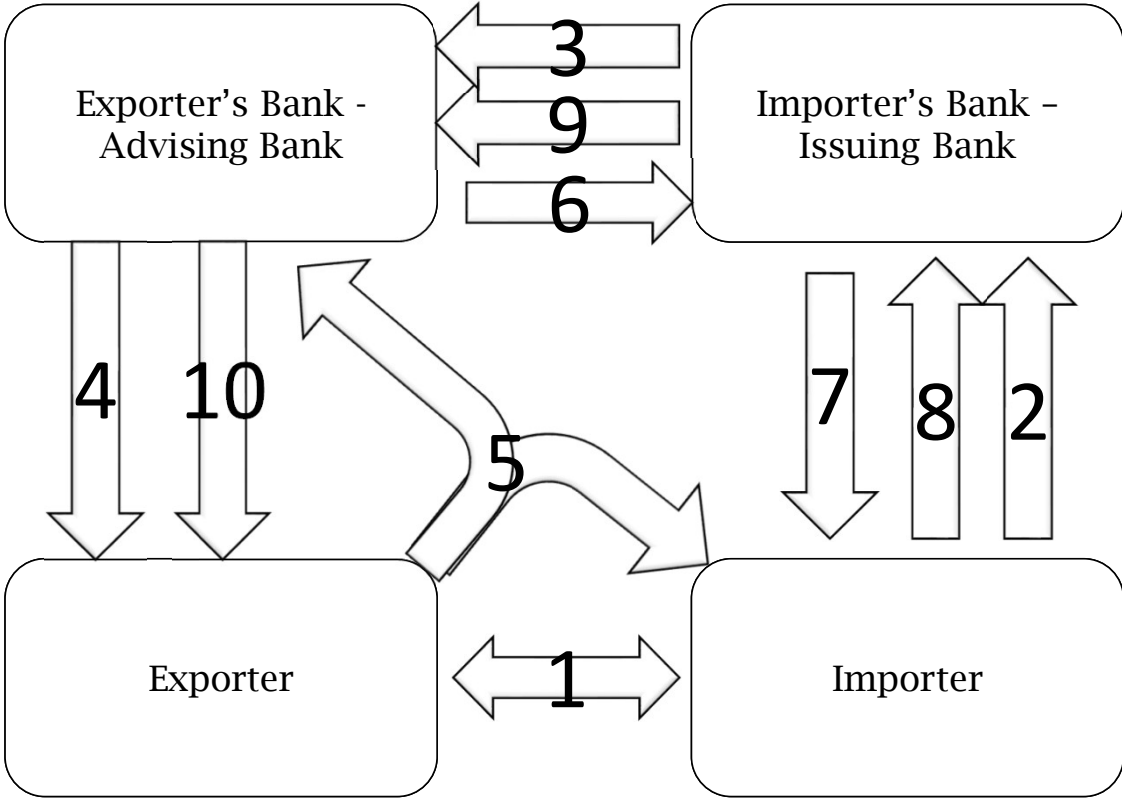 3
Exporter’s Bank -
Advising Bank
9
Importer’s Bank –
Issuing Bank
6
4
10
5
7
8
2
Exporter
1
Importer